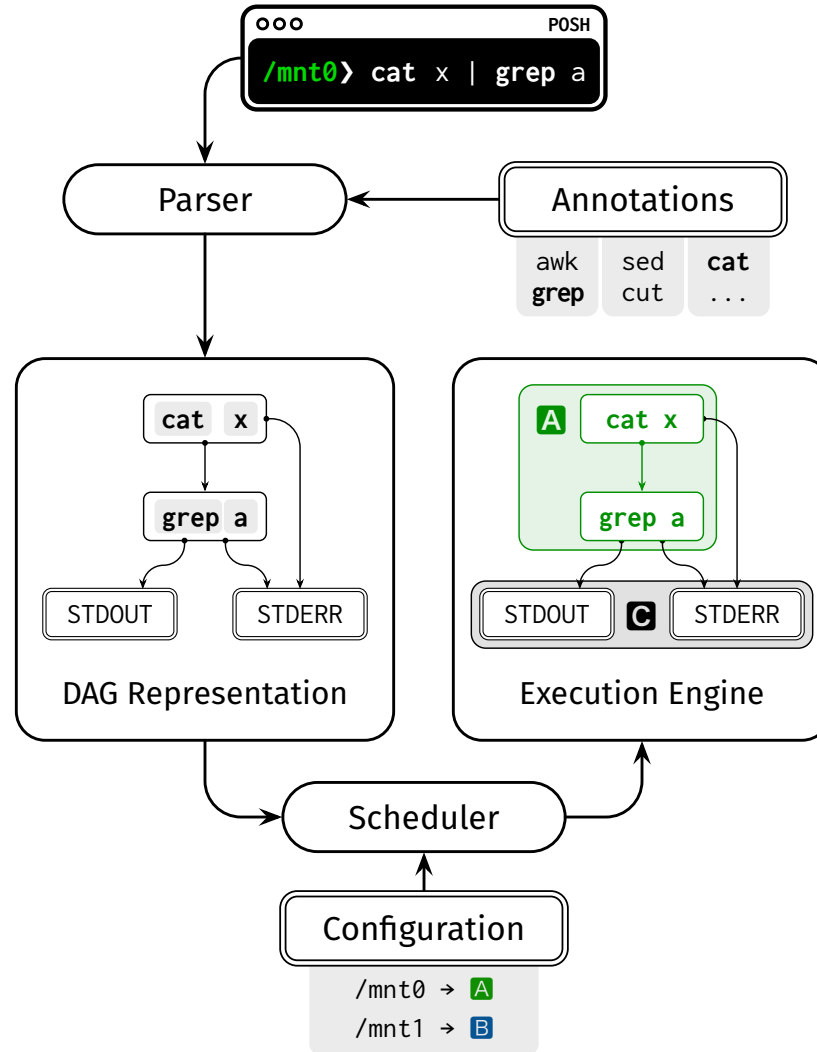 POSH
/mnt0❯ cat x | grep a
Parser
Annotations
awk sed cat
grep cut ...
cat x
grep a
STDOUT STDERR
DAG Representation
A cat x
grep a
STDOUT C STDERR
Execution Engine
Scheduler
Configuration
/mnt0 → A
/mnt1 → B